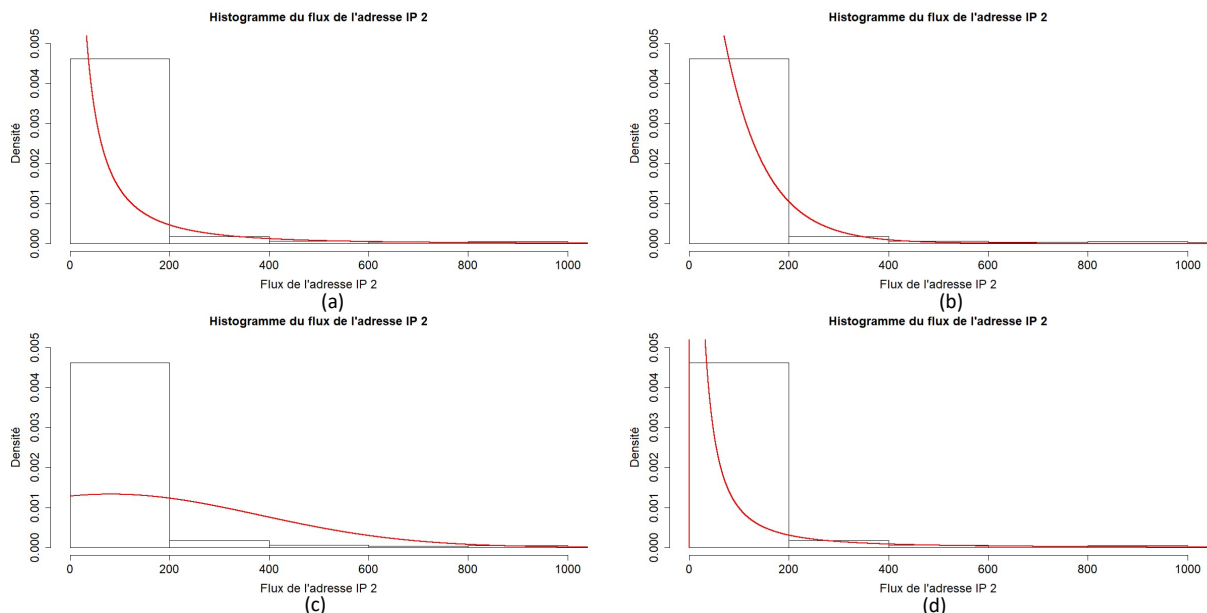 Histogramme du flux de l'adresse IP 2
Densité
0.000 0.001 0.002 0.003 0.004 0.005
0 200 400 600 800 1000
Flux de l'adresse IP 2
(a)
Histogramme du flux de l'adresse IP 2
Densité
0.000 0.001 0.002 0.003 0.004 0.005
0 200 400 600 800 1000
Flux de l'adresse IP 2
(b)
Histogramme du flux de l'adresse IP 2
Densité
0.000 0.001 0.002 0.003 0.004 0.005
0 200 400 600 800 1000
Flux de l'adresse IP 2
(c)
Histogramme du flux de l'adresse IP 2
Densité
0.000 0.001 0.002 0.003 0.004 0.005
0 200 400 600 800 1000
Flux de l'adresse IP 2
(d)